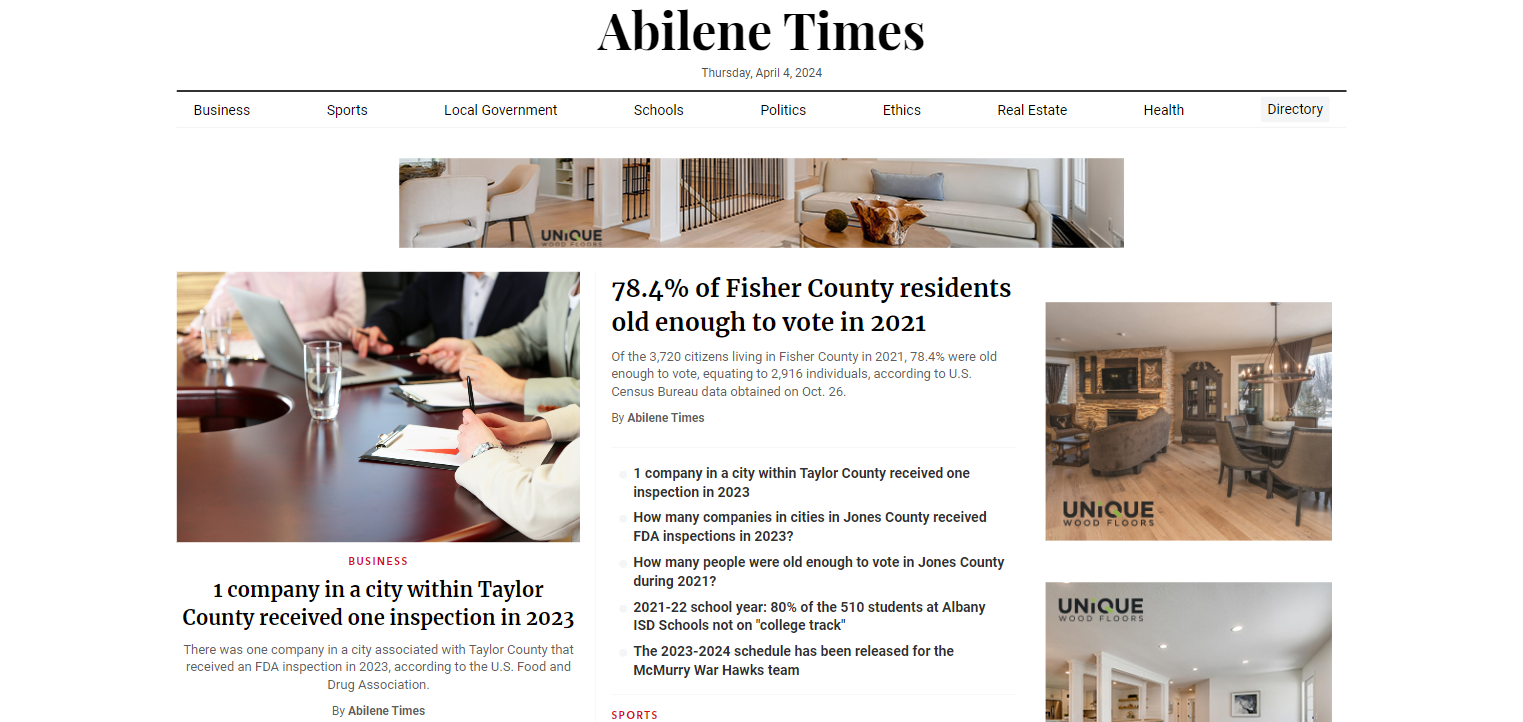 Abilene Times
Thursday, April 4, 2024
Business Sports Local Government Schools Politics Ethics Real Estate Health Directory
UNIQUE
WOOD FLOORS
BUSINESS
1 company in a city within Taylor
County received one inspection in 2023
There was one company in a city associated with Taylor County that
received an FDA inspection in 2023, according to the U.S. Food and
Drug Association.
By Abilene Times
78.4% of Fisher County residents
old enough to vote in 2021
Of the 3,720 citizens living in Fisher County in 2021, 78.4% were old
enough to vote, equating to 2,916 individuals, according to U.S.
Census Bureau data obtained on Oct. 26.
By Abilene Times
1 company in a city within Taylor County received one
inspection in 2023
How many companies in cities in Jones County received
FDA inspections in 2023?
How many people were old enough to vote in Jones County
during 2021?
2021-22 school year: 80% of the 510 students at Albany
ISD Schools not on "college track"
The 2023-2024 schedule has been released for the
McMurry War Hawks team
SPORTS
UNIQUE
WOOD FLOORS
UNIQUE
WOOD FLOORS